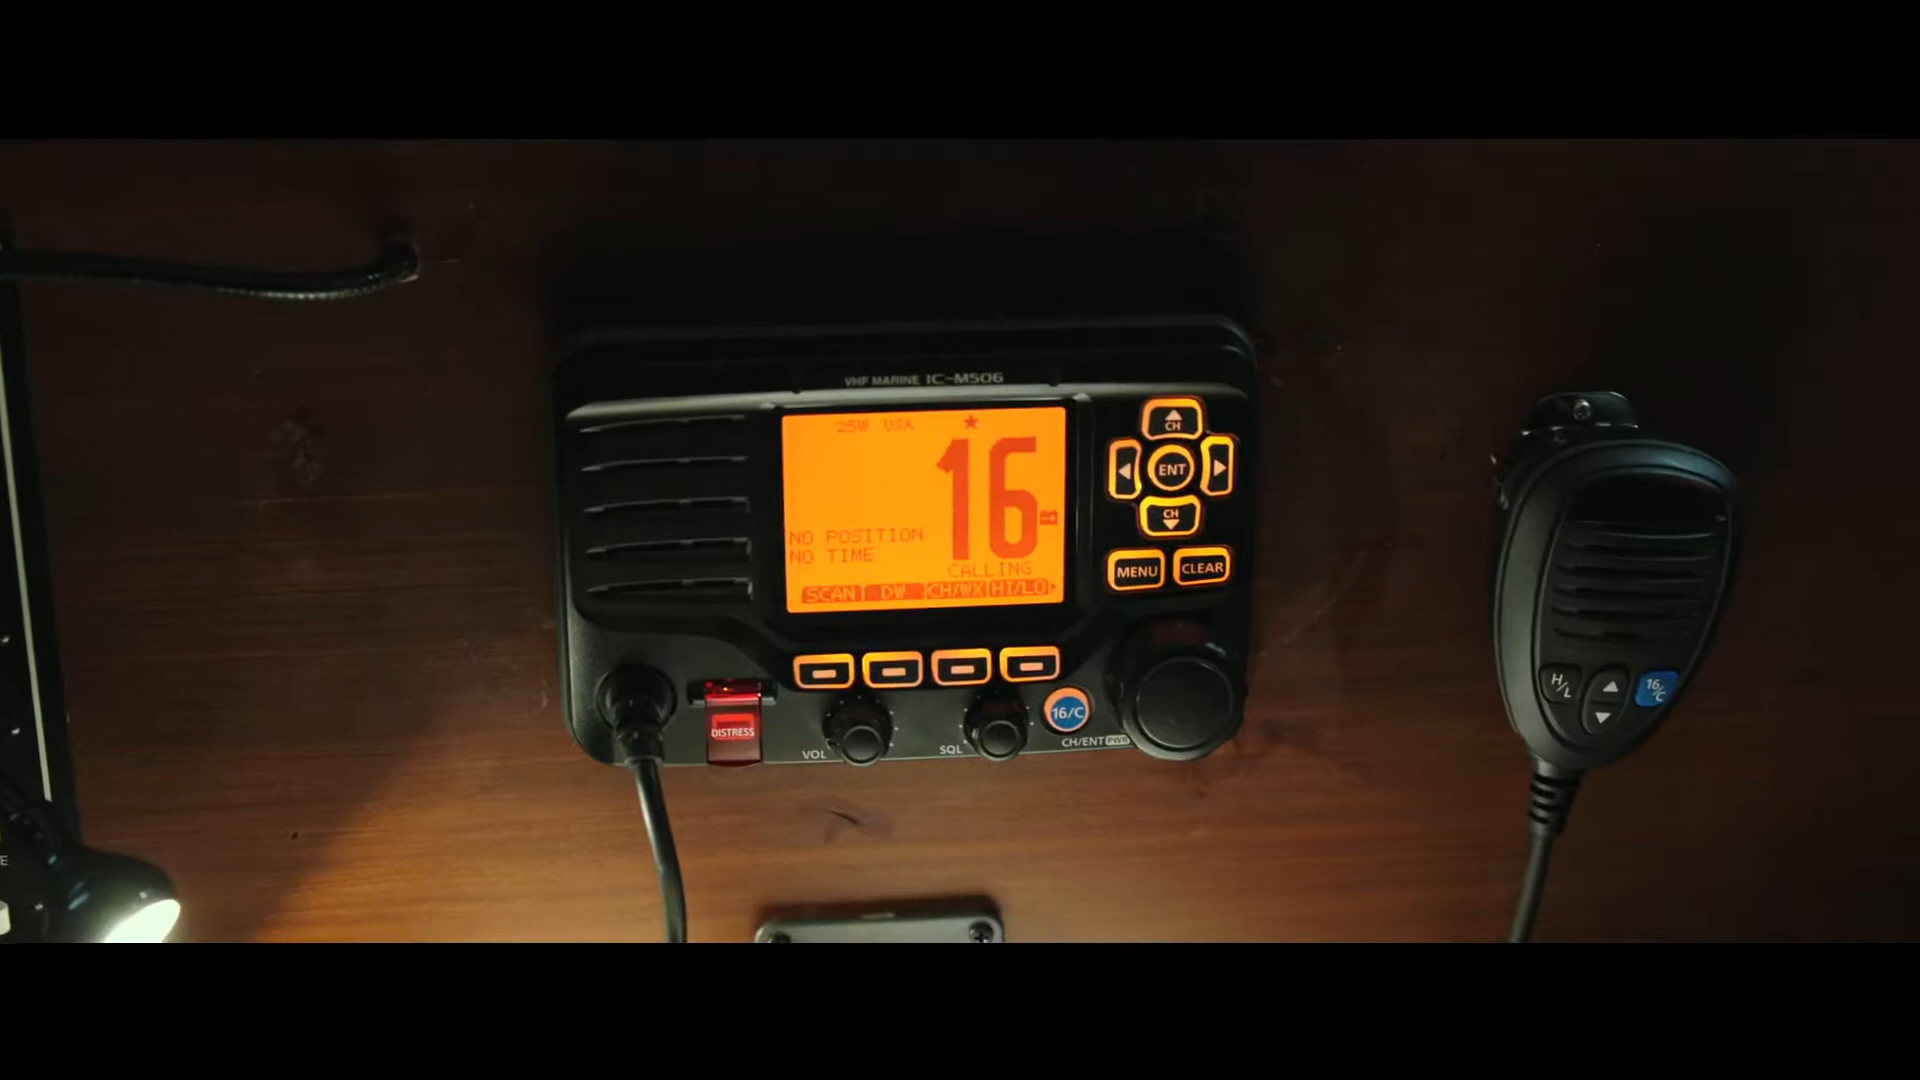 VHF MARINE IC-M506
25W USA
16
NO POSITION
NO TIME
CALLING
SCAN DW CH/WX HI/LO
CH
ENT
CH
MENU CLEAR
DISTRESS
VOL
SQL
16/C
CH/ENT PWR
H/L
16/C
E